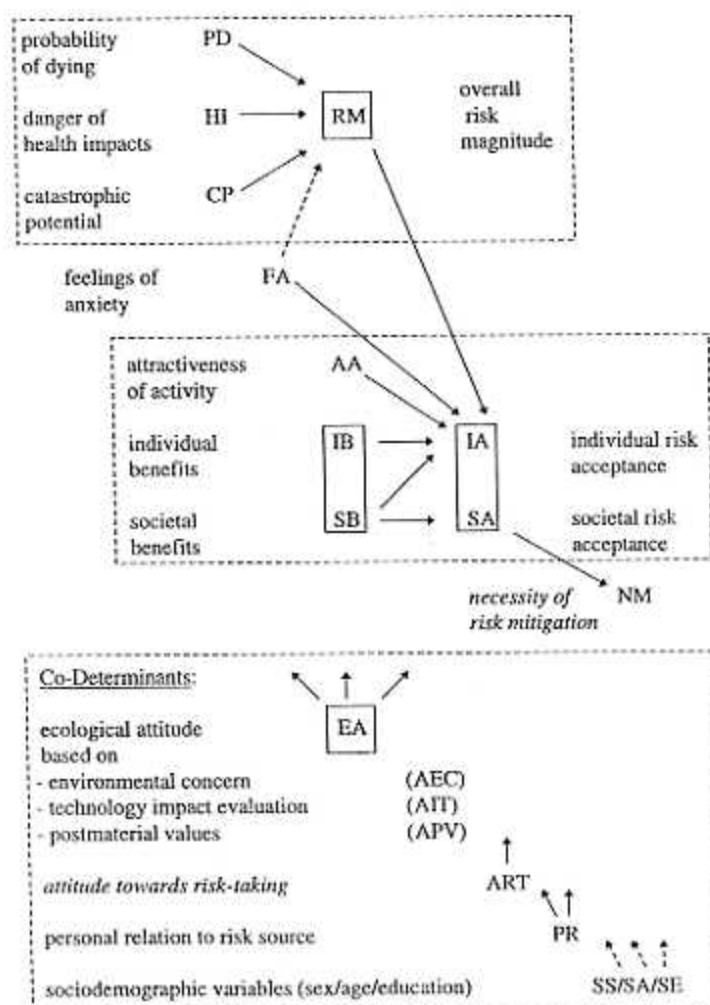 probability PD
of dying
overall
danger of HI RM risk
health impacts magnitude
catastrophic CP
potential
feelings of FA
anxiety
attractiveness AA
of activity
individual IB IA individual risk
benefits acceptance
societal SB SA societal risk
benefits acceptance
necessity of NM
risk mitigation
Co-Determinants:
ecological attitude EA
based on
- environmental concern (AEC)
- technology impact evaluation (AIT)
- postmaterial values (APV)
attitude towards risk-taking ART
personal relation to risk source PR
sociodemographic variables (sex/age/education) SS/SA/SE